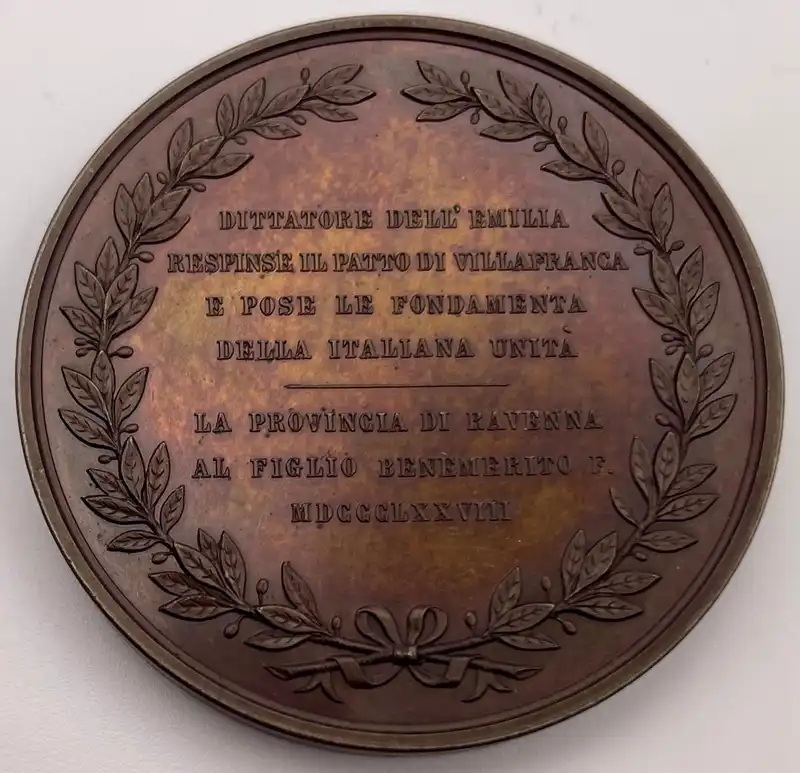 DITTATORE DELL' EMILIA
RESPINSE IL PATTO DI VILLAFRANCA
E POSE LE FONDAMENTA
DELLA ITALIANA UNITÀ
LA PROVINCIA DI RAVENNA
AL FIGLIO BENEMERITO F.
MDCCCLXXVIII